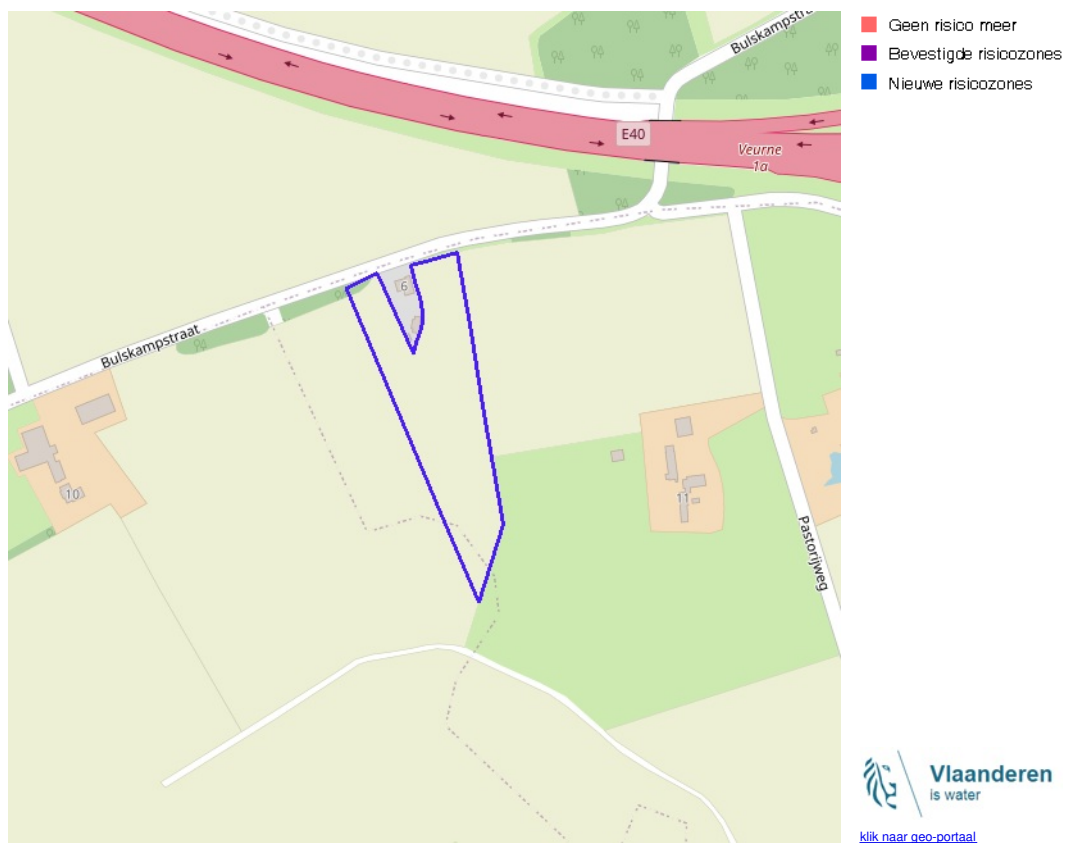 Geen risico meer
Bevestigde risicozones
Nieuwe risicozones
Bulskampstra
E40
Veurne
1a
6
Bulskampstraat
10
11
Pastorijweg
Vlaanderen
is water
klik naar geo-portaal